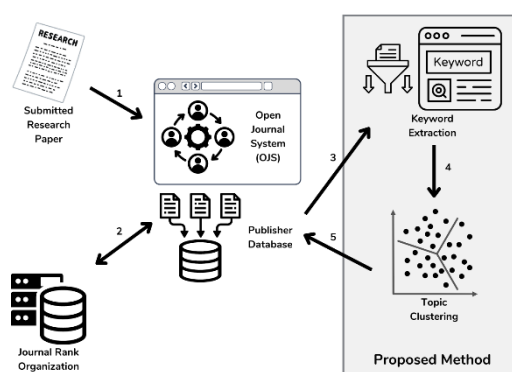 RESEARCH
1
Submitted
Research
Paper
Open
Journal
System
(OJS)
Keyword
Keyword
Extraction
3
4
2
Publisher
Database
5
Topic
Clustering
Journal Rank
Organization
Proposed Method